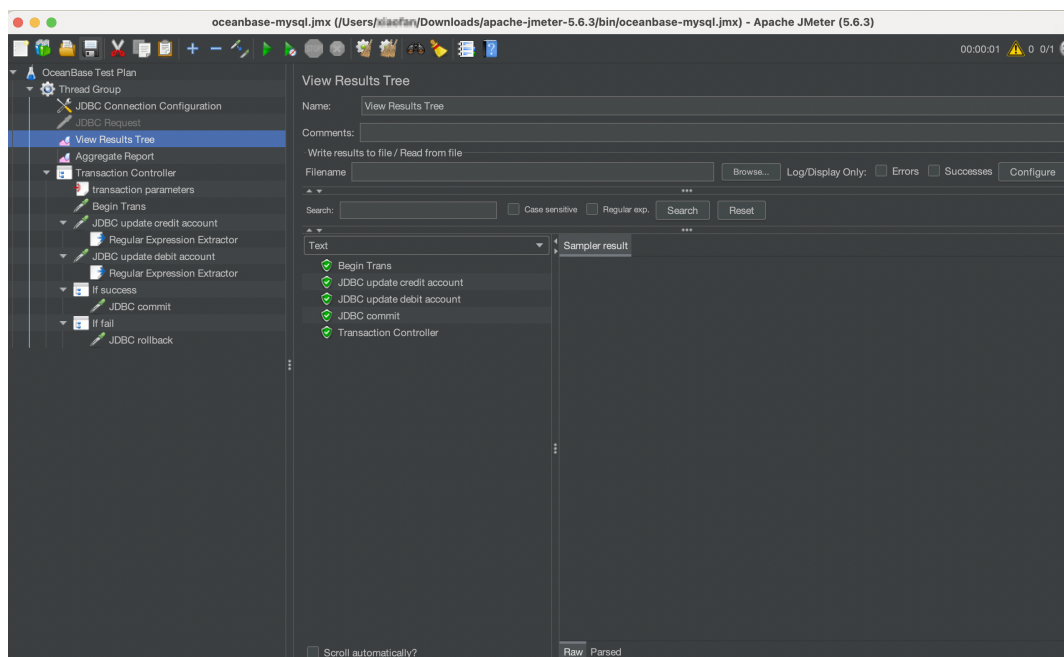 oceanbase-mysql.jmx (/Users/ /Downloads/apache-jmeter-5.6.3/bin/oceanbase-mysql.jmx) - Apache JMeter (5.6.3)
STOP
00:00:01 0 0/1
OceanBase Test Plan
Thread Group
JDBC Connection Configuration
JDBC Request
View Results Tree
Aggregate Report
Transaction Controller
transaction parameters
Begin Trans
JDBC update credit account
Regular Expression Extractor
JDBC update debit account
Regular Expression Extractor
If success
JDBC commit
If fail
JDBC rollback
View Results Tree
Name: View Results Tree
Comments:
Write results to file / Read from file
Filename Browse... Log/Display Only: Errors Successes Configure
Search: Case sensitive Regular exp. Search Reset
Text
Begin Trans
JDBC update credit account
JDBC update debit account
JDBC commit
Transaction Controller
Scroll automatically?
Sampler result
Raw Parsed